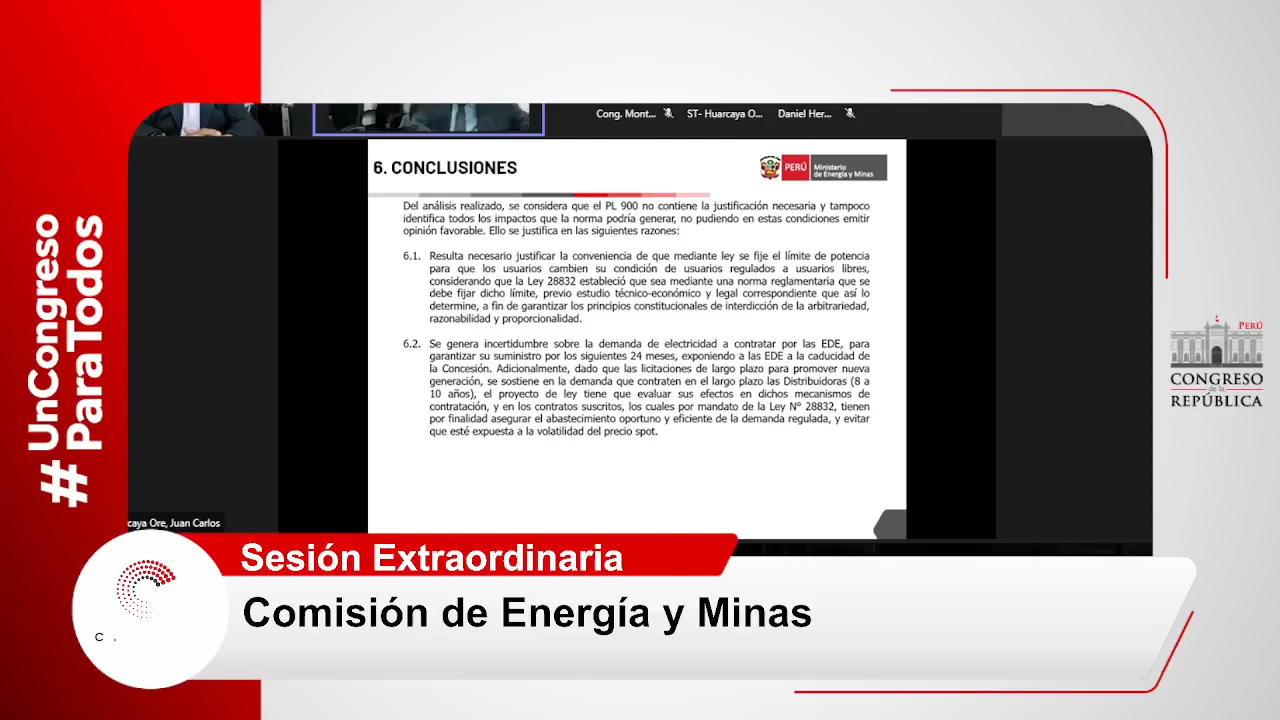 #UnCongreso
ParaTodos
Cong. Mont...
ST- Huarcaya O...
Daniel Her...
6. CONCLUSIONES
PERÚ
Ministerio
de Energía y Minas
Del análisis realizado, se considera que el PL 900 no contiene la justificación necesaria y tampoco
identifica todos los impactos que la norma podría generar, no pudiendo en estas condiciones emitir
opinión favorable. Ello se justifica en las siguientes razones:
6.1. Resulta necesario justificar la conveniencia de que mediante ley se fije el límite de potencia
para que los usuarios cambien su condición de usuarios regulados a usuarios libres,
considerando que la Ley 28832 estableció que sea mediante una norma reglamentaria que se
debe fijar dicho límite, previo estudio técnico-económico y legal correspondiente que así lo
determine, a fin de garantizar los principios constitucionales de interdicción de la arbitrariedad,
razonabilidad y proporcionalidad.
6.2. Se genera incertidumbre sobre la demanda de electricidad a contratar por las EDE, para
garantizar su suministro por los siguientes 24 meses, exponiendo a las EDE a la caducidad de
la Concesión. Adicionalmente, dado que las licitaciones de largo plazo para promover nueva
generación, se sostiene en la demanda que contraten en el largo plazo las Distribuidoras (8 a
10 años), el proyecto de ley tiene que evaluar sus efectos en dichos mecanismos de
contratación, y en los contratos suscritos, los cuales por mandato de la Ley N° 28832, tienen
por finalidad asegurar el abastecimiento oportuno y eficiente de la demanda regulada, y evitar
que esté expuesta a la volatilidad del precio spot.
caya Ore, Juan Carlos
PERÚ
CONGRESO
de la
REPÚBLICA
Sesión Extraordinaria
Comisión de Energía y Minas
C